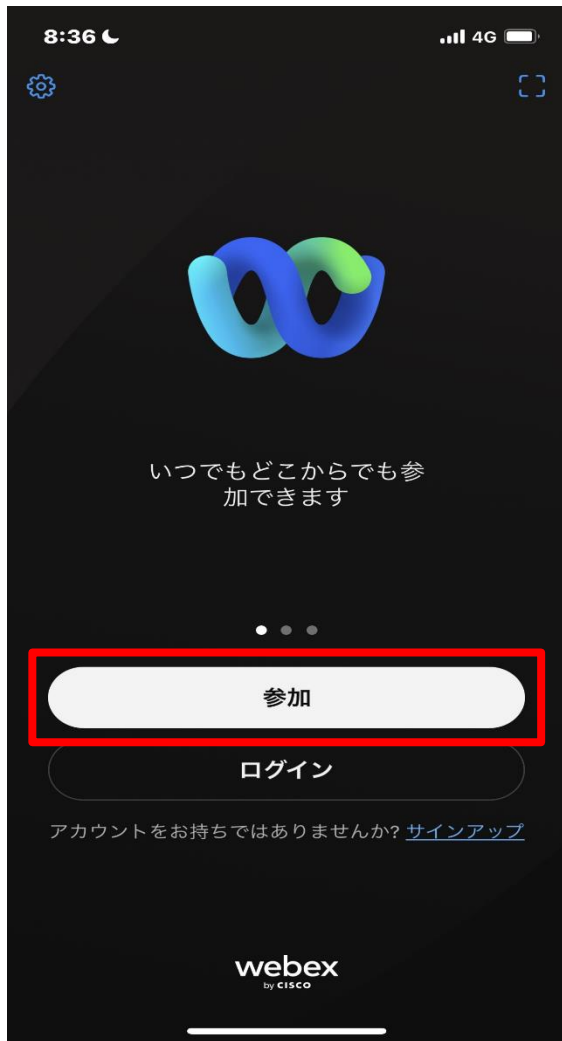 8:36
4G
いつでもどこからでも参
加できます
参加
ログイン
アカウントをお持ちではありませんか? サインアップ
webex
by CISCO